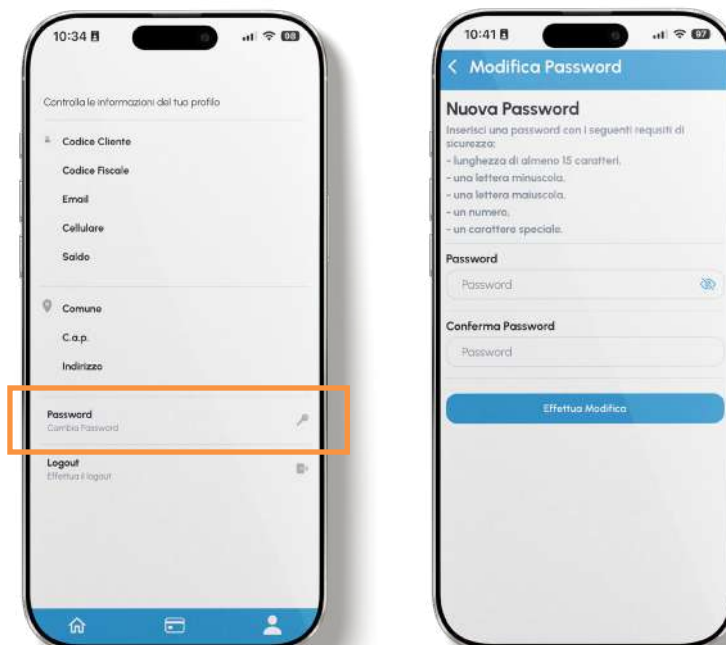 10:34
98
Controlla le informazioni del tuo profilo
Codice Cliente
Codice Fiscale
Email
Cellulare
Saldo
Comune
C.a.p.
Indirizzo
Password
Cambia Password
Logout
Effettua il logout
10:41
97
Modifica Password
Nuova Password
Inserisci una password con i seguenti requsiti di
sicurezza:
- lunghezza di almeno 15 caratteri,
- una lettera minuscola,
- una lettera maiuscola,
- un numero,
- un carattere speciale.
Password
Password
Conferma Password
Password
Effettua Modifica